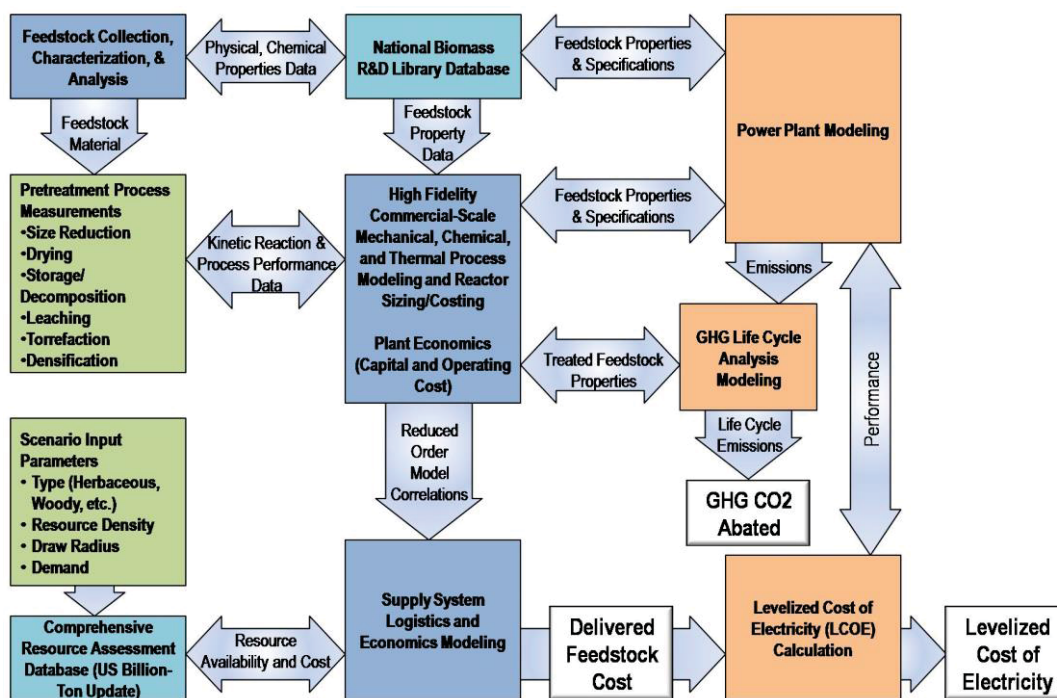 Feedstock Collection,
Characterization, &
Analysis
Physical, Chemical
Properties Data
National Biomass
R&D Library Database
Feedstock Properties
& Specifications
Power Plant Modeling
Feedstock
Material
Feedstock
Property
Data
Pretreatment Process
Measurements
•Size Reduction
•Drying
•Storage/
Decomposition
•Leaching
•Torrefaction
•Densification
Kinetic Reaction &
Process Performance
Data
High Fidelity
Commercial-Scale
Mechanical, Chemical,
and Thermal Process
Modeling and Reactor
Sizing/Costing
Plant Economics
(Capital and Operating
Cost)
Feedstock Properties
& Specifications
Emissions
Treated Feedstock
Properties
GHG Life Cycle
Analysis
Modeling
Performance
Life Cycle
Emissions
GHG CO2
Abated
Reduced
Order
Model
Correlations
Scenario Input
Parameters
• Type (Herbaceous,
Woody, etc.)
• Resource Density
• Draw Radius
• Demand
Comprehensive
Resource Assessment
Database (US Billion-
Ton Update)
Resource
Availability and Cost
Supply System
Logistics and
Economics Modeling
Delivered
Feedstock
Cost
Levelized Cost of
Electricity (LCOE)
Calculation
Levelized
Cost of
Electricity